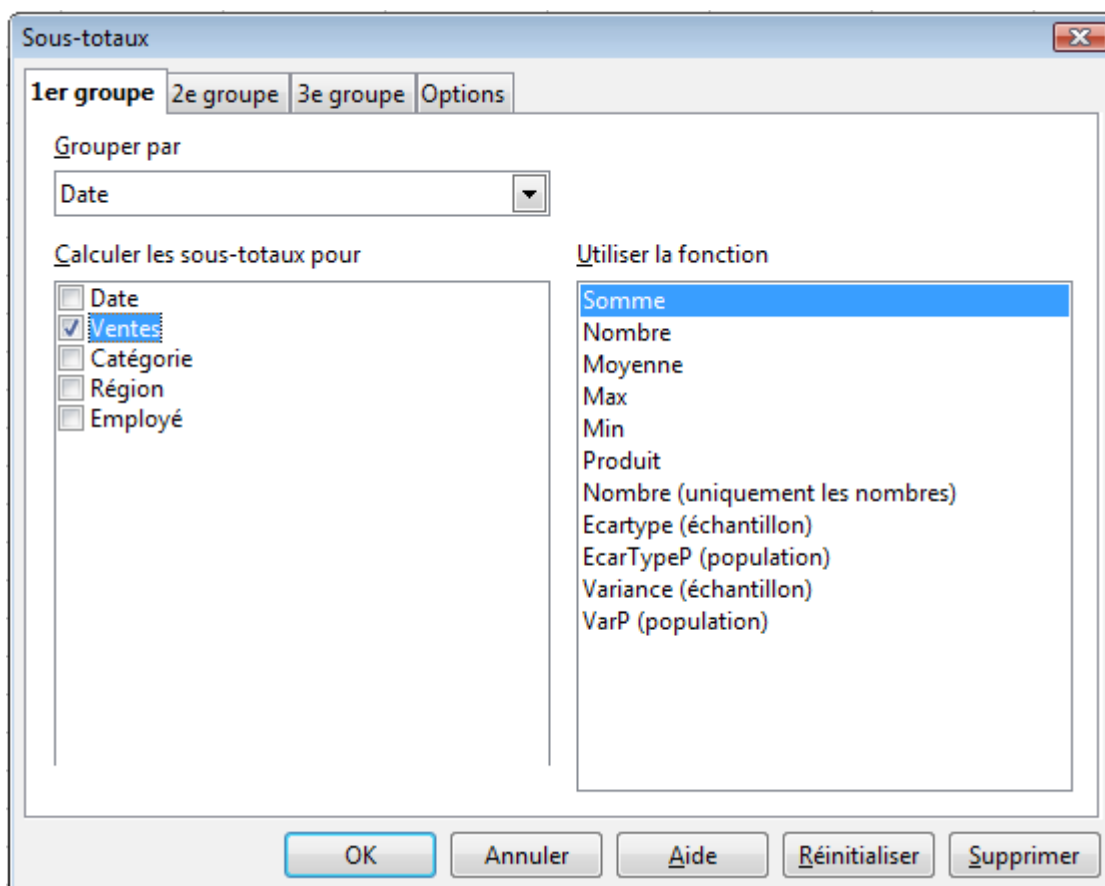 Sous-totaux
1er groupe 2e groupe 3e groupe Options
Grouper par
Date
Calculer les sous-totaux pour
Date
Ventes
Catégorie
Région
Employé
Utiliser la fonction
Somme
Nombre
Moyenne
Max
Min
Produit
Nombre (uniquement les nombres)
Ecartype (échantillon)
EcarTypeP (population)
Variance (échantillon)
VarP (population)
OK Annuler Aide Réinitialiser Supprimer